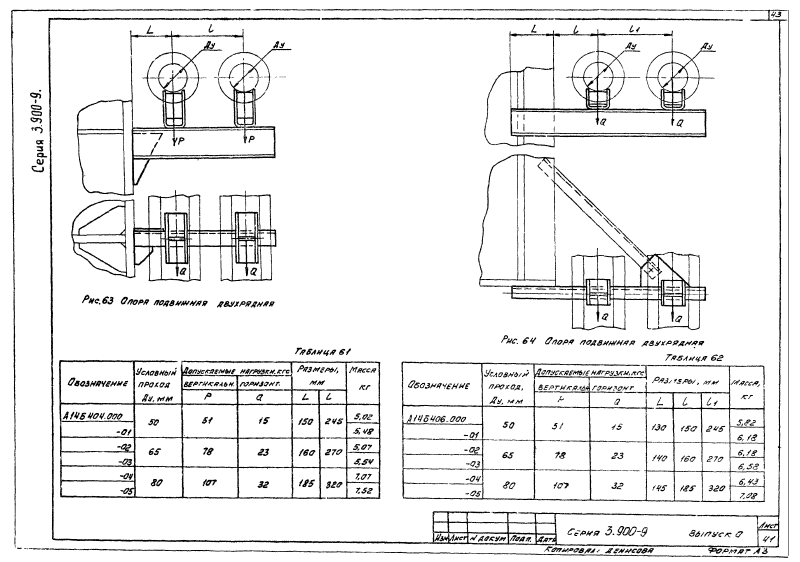 43
Серия 3.900-9.
L l
Ду Ду
P P
Q Q
Рис.63 Опора подвижная двухрядная
L l l1
Ду Ду
Q Q
Q
Рис. 64 Опора подвижная двухрядная
Таблица 61
Обозначение Условный проход Ду, мм Допускаемые нагрузки, кгс Размеры, мм Масса кг
вертикальн. горизонт.
P Q L l
А14Б404.000 50 51 15 150 245 5,02
-01 5,48
-02 65 78 23 160 270 5,07
-03 5,54
-04 80 107 32 185 320 7,07
-05 7,52
Таблица 62
Обозначение Условный проход, Ду, мм Допускаемые нагрузки, кгс Размеры, мм Масса, кг
вертикальн. горизонт.
P Q L l l1
А14Б406.000 50 51 15 130 150 245 5,82
-01 6,18
-02 65 78 23 140 160 270 6,18
-03 6,52
-04 80 107 32 145 185 320 6,43
-05 7,08
Изм Лист N докум Подп. Дата
Серия 3.900-9 Выпуск 0
Лист
41
Копировал: Денисова Формат А3